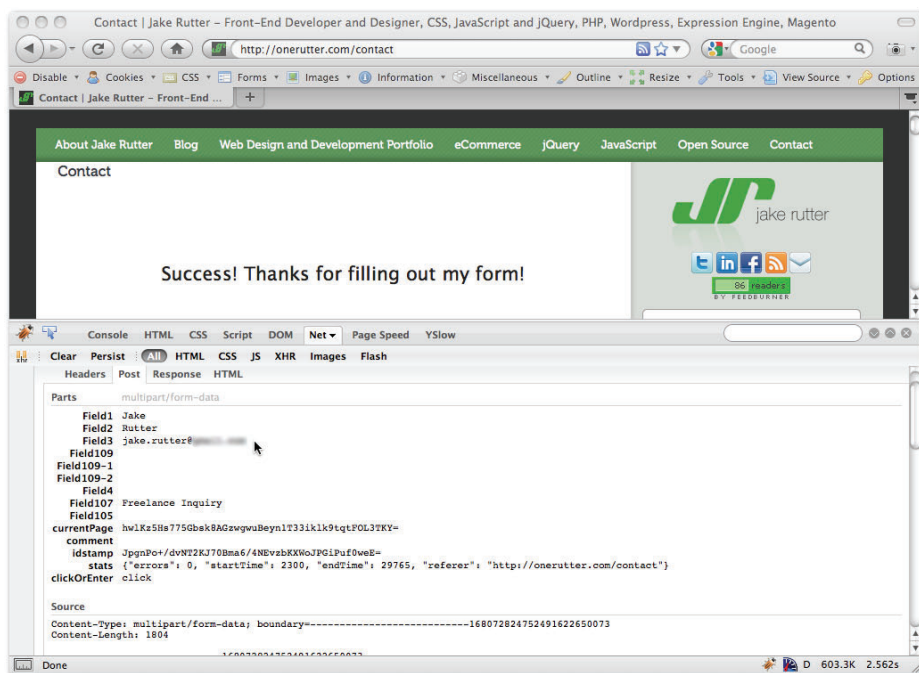 Contact | Jake Rutter – Front-End Developer and Designer, CSS, JavaScript and jQuery, PHP, Wordpress, Expression Engine, Magento
http://onerutter.com/contact
Google
Disable Cookies CSS Forms Images Information Miscellaneous Outline Resize Tools View Source Options
Contact | Jake Rutter – Front-End ... +
About Jake Rutter Blog Web Design and Development Portfolio eCommerce jQuery JavaScript Open Source Contact
Contact
jake rutter
Success! Thanks for filling out my form!
86 readers
BY FEEDBURNER
Console HTML CSS Script DOM Net Page Speed YSlow
Clear Persist All HTML CSS JS XHR Images Flash
Headers Post Response HTML
Parts multipart/form-data
Field1 Jake
Field2 Rutter
Field3 jake.rutter@
Field109
Field109-1
Field109-2
Field4
Field107 Freelance Inquiry
Field105
currentPage hwlKz5Hs775Gbsk8AGzwgwuBeyn1T33iklk9tqtFOL3TKY=
comment
idstamp JpgnPo+/dvNT2KJ70Bma6/4NEvzbKXWoJPGiPuf0weE=
stats {"errors": 0, "startTime": 2300, "endTime": 29765, "referer": "http://onerutter.com/contact"}
clickOrEnter click
Source
Content-Type: multipart/form-data; boundary=---------------------------168072824752491622650073
Content-Length: 1804
Done
D 603.3K 2.562s